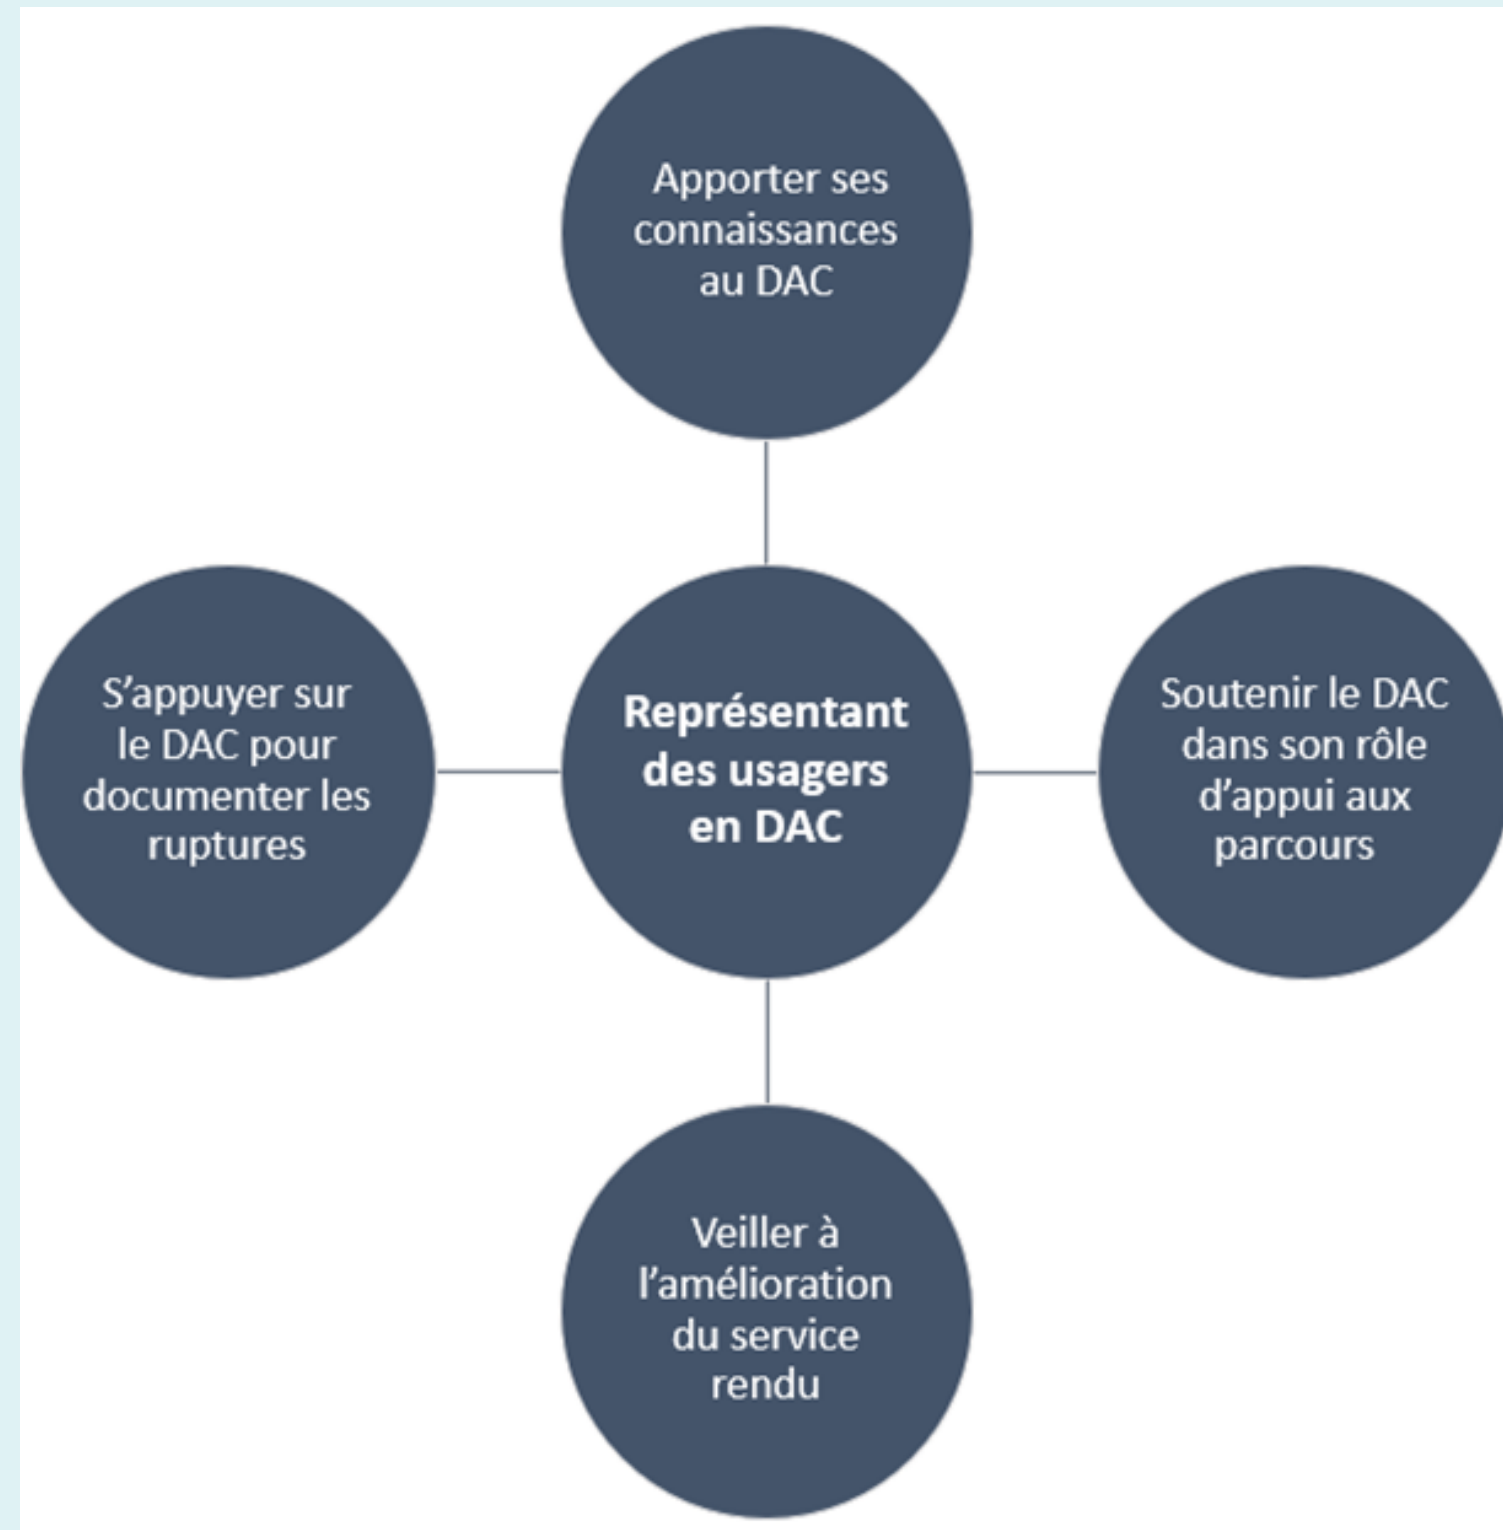 Apporter ses
connaissances
au DAC
S’appuyer sur
le DAC pour
documenter les
ruptures
Représentant
des usagers
en DAC
Soutenir le DAC
dans son rôle
d’appui aux
parcours
Veiller à
l’amélioration
du service
rendu